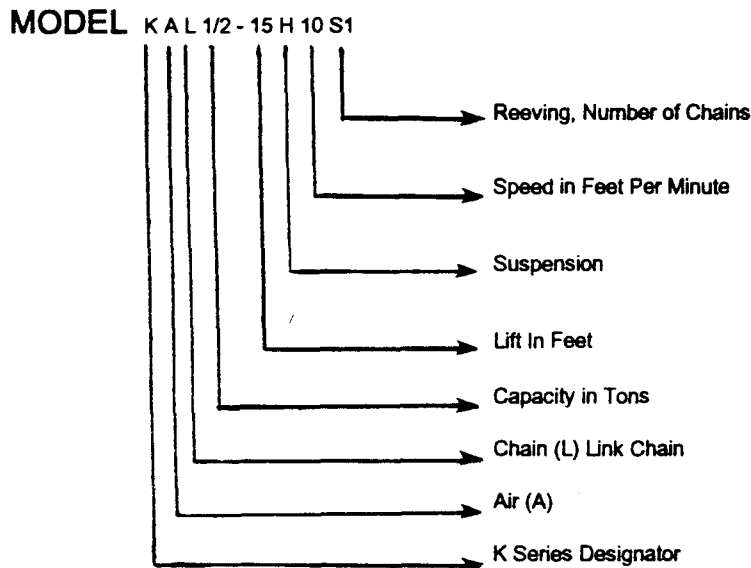 MODEL K A L 1/2 - 15 H 10 S1
Reeving, Number of Chains
Speed in Feet Per Minute
Suspension
Lift In Feet
Capacity in Tons
Chain (L) Link Chain
Air (A)
K Series Designator